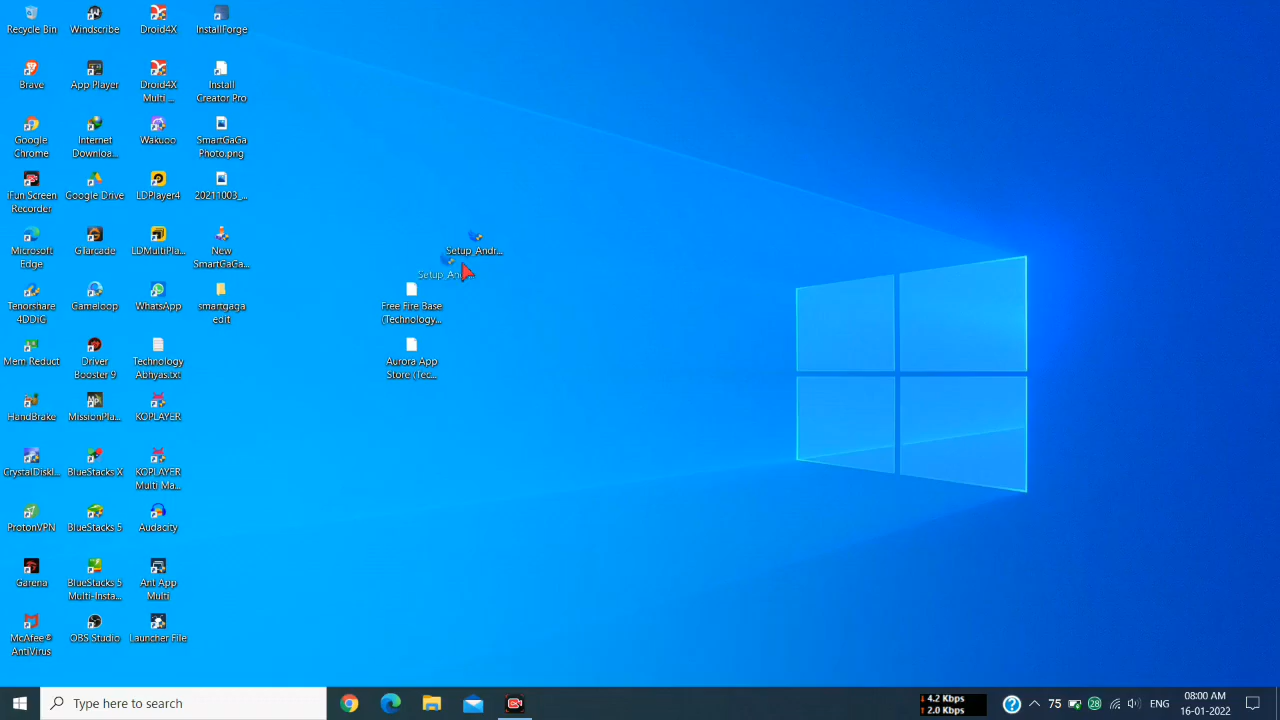 Recycle Bin
Windscribe
Droid4X
InstallForge
Brave
App Player
Droid4X
Multi ...
Install
Creator Pro
Google
Chrome
Internet
Downloa...
Wakuoo
SmartGaGa
Photo.png
iFun Screen
Recorder
Google Drive
LDPlayer4
20211003_...
Microsoft
Edge
GTarcade
LDMultiPla...
New
SmartGaGa...
Setup_Andr...
Setup_And
Tenorshare
4DDiG
Gameloop
WhatsApp
smartgaga
edit
Free Fire Base
(Technology...
Mem Reduct
Driver
Booster 9
Technology
Abhyas.txt
Aurora App
Store (Tec...
HandBrake
MissionPla...
KOPLAYER
CrystalDiskI...
BlueStacks X
KOPLAYER
Multi Ma...
ProtonVPN
BlueStacks 5
Audacity
Garena
BlueStacks 5
Multi-Insta...
Ant App
Multi
McAfee®
AntiVirus
OBS Studio
Launcher File
Type here to search
4.2 Kbps
2.0 Kbps
75
28
ENG
08:00 AM
16-01-2022